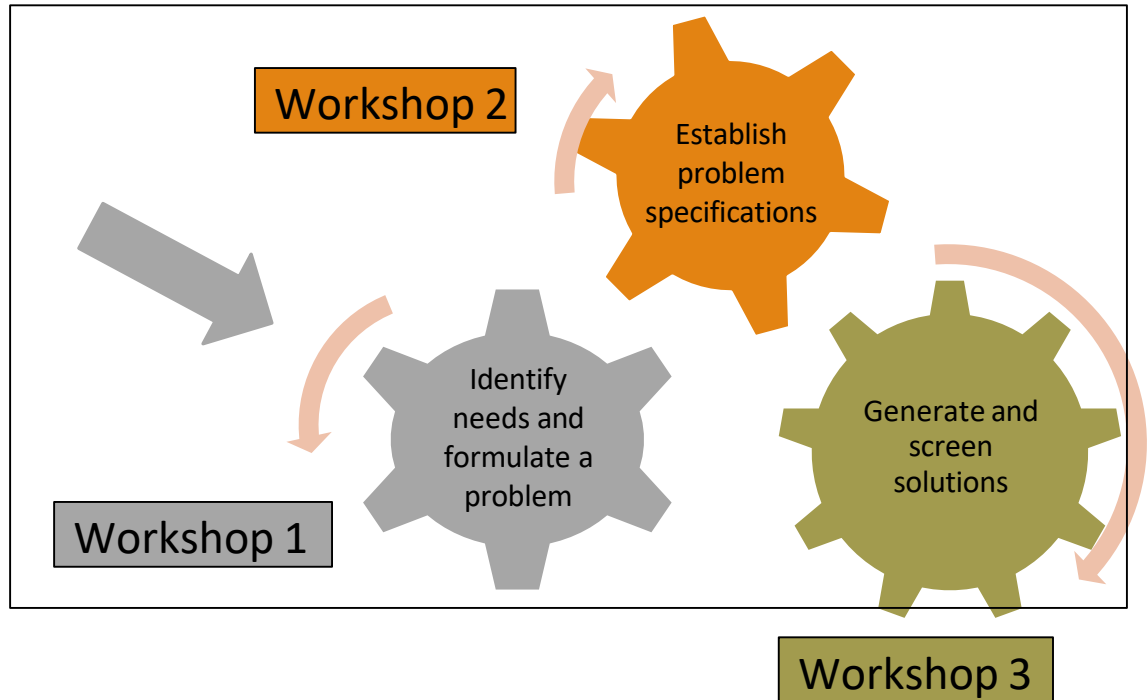 Workshop 2
Establish
problem
specifications
Identify
needs and
formulate a
problem
Generate and
screen
solutions
Workshop 1
Workshop 3